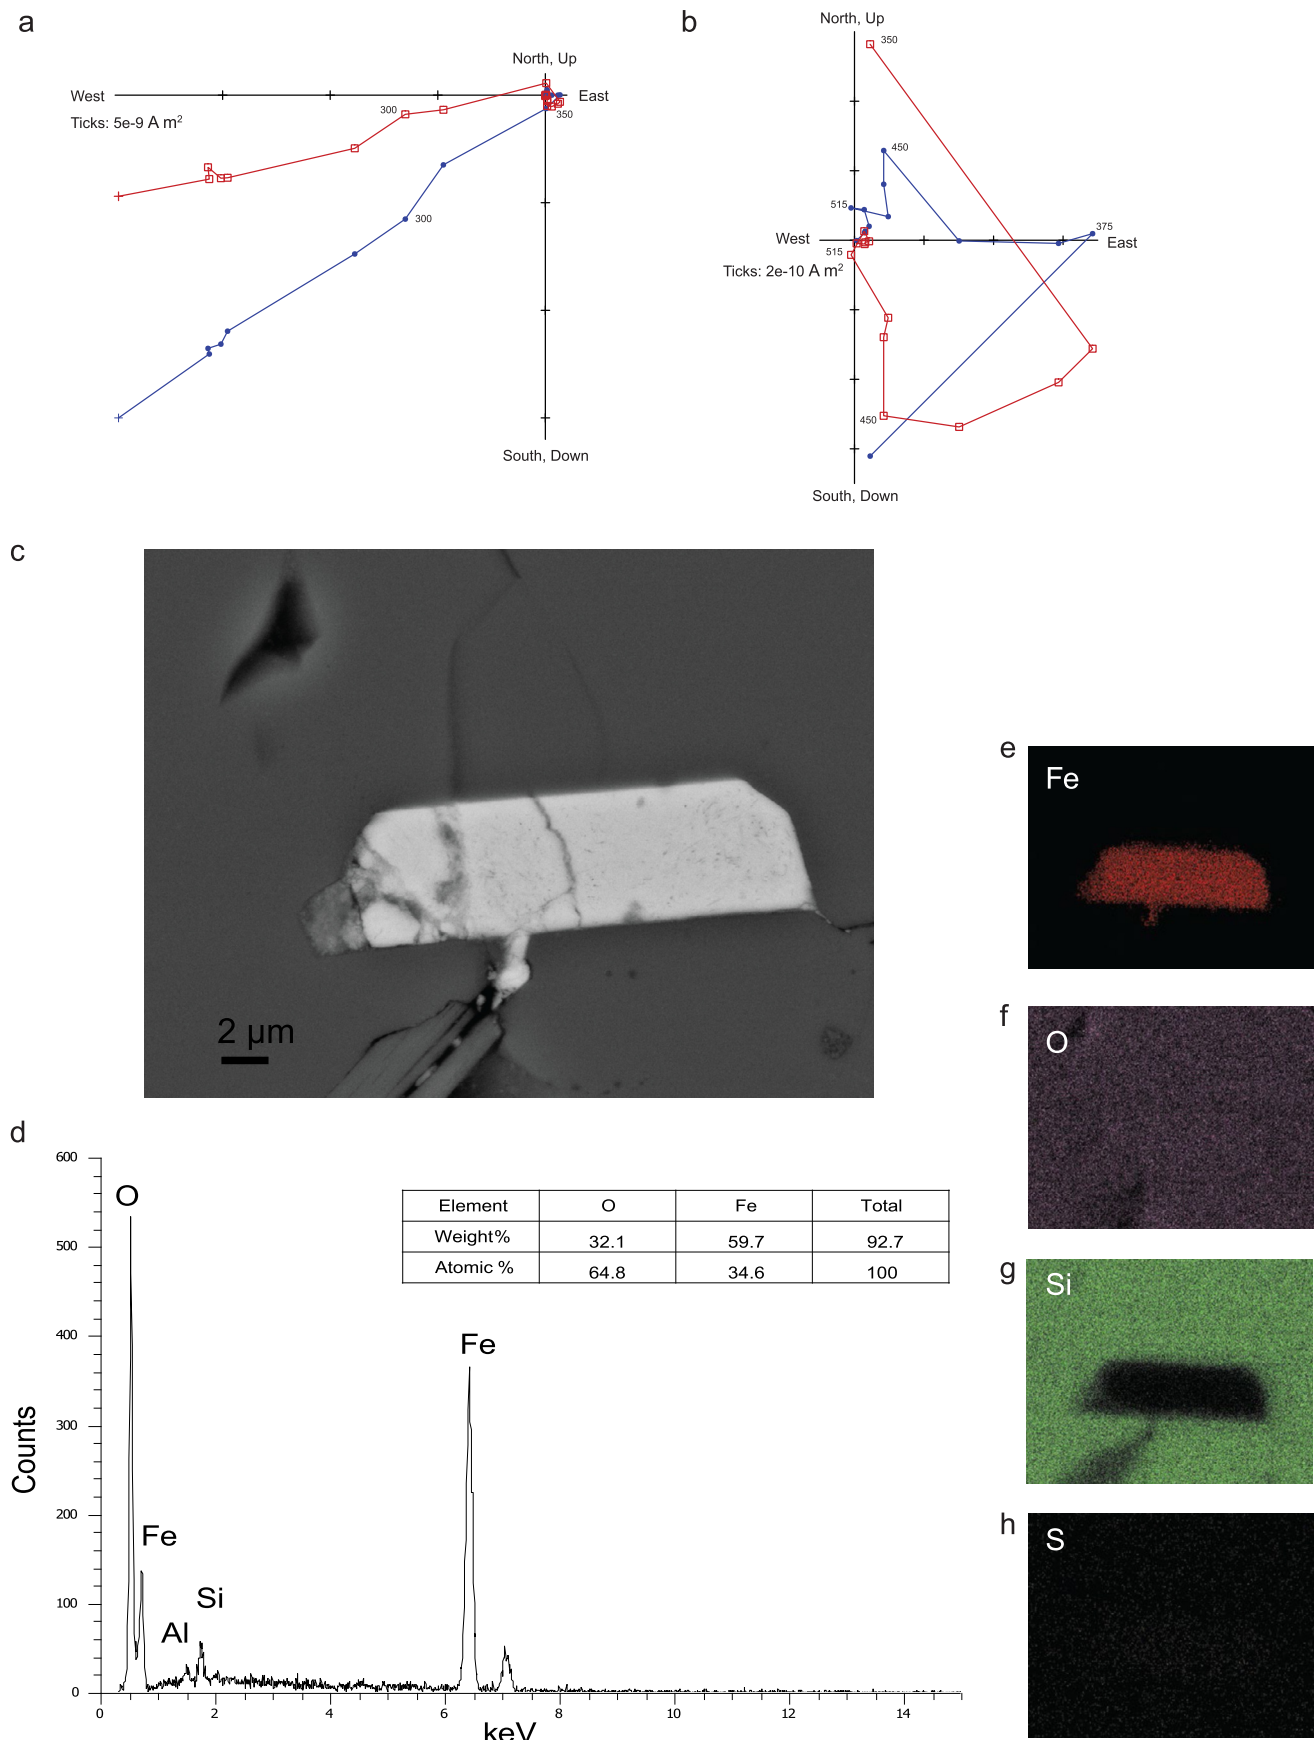 a
North, Up
West
East
Ticks: 5e-9 A m²
300
350
300
South, Down
b
North, Up
350
450
515
375
West
East
515
Ticks: 2e-10 A m²
450
South, Down
c
2 µm
d
600
500
400
300
200
100
0
Counts
O
Fe
Al
Si
Fe
Element O Fe Total
Weight% 32.1 59.7 92.7
Atomic % 64.8 34.6 100
0 2 4 6 8 10 12 14
keV
e
Fe
f
O
g
Si
h
S